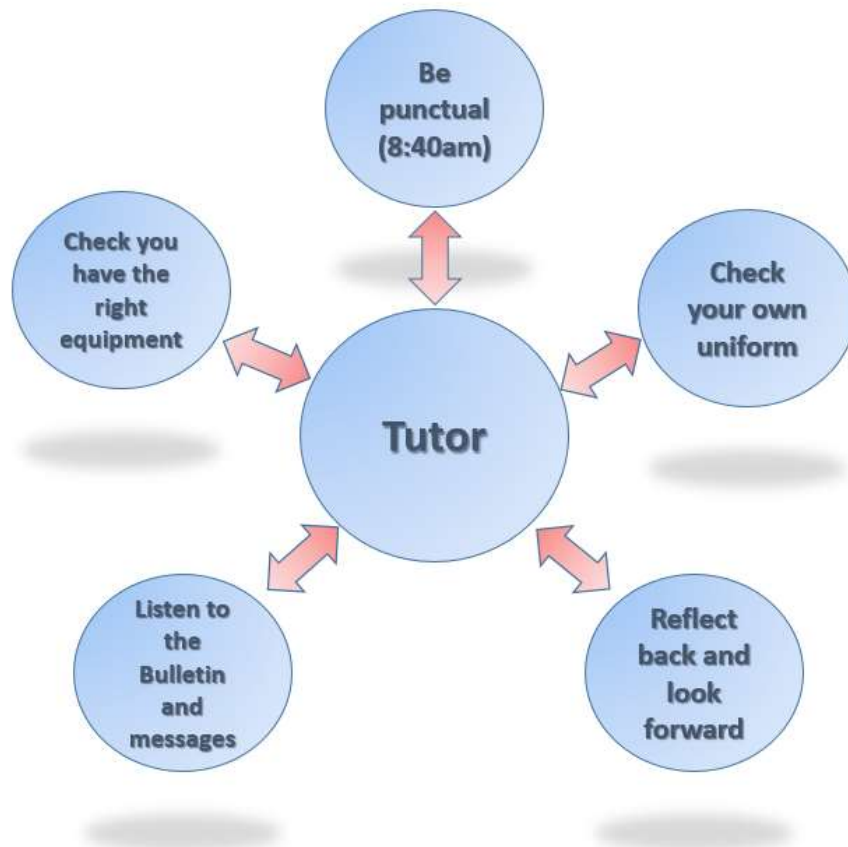 Be
punctual
(8:40am)
Check you
have the
right
equipment
Check
your own
uniform
Tutor
Listen to
the
Bulletin
and
messages
Reflect
back and
look
forward